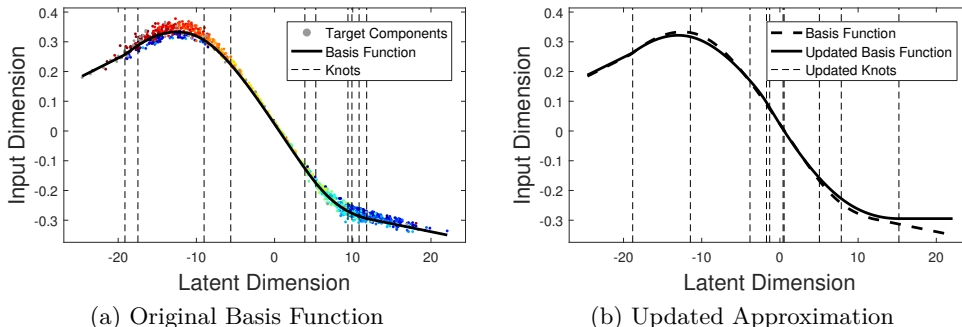 0.4
0.3
0.2
0.1
0
-0.1
-0.2
-0.3
Input Dimension
-20
-10
0
10
20
Latent Dimension
Target Components
Basis Function
Knots
(a) Original Basis Function
0.4
0.3
0.2
0.1
0
-0.1
-0.2
-0.3
Input Dimension
-20
-10
0
10
20
Latent Dimension
Basis Function
Updated Basis Function
Updated Knots
(b) Updated Approximation